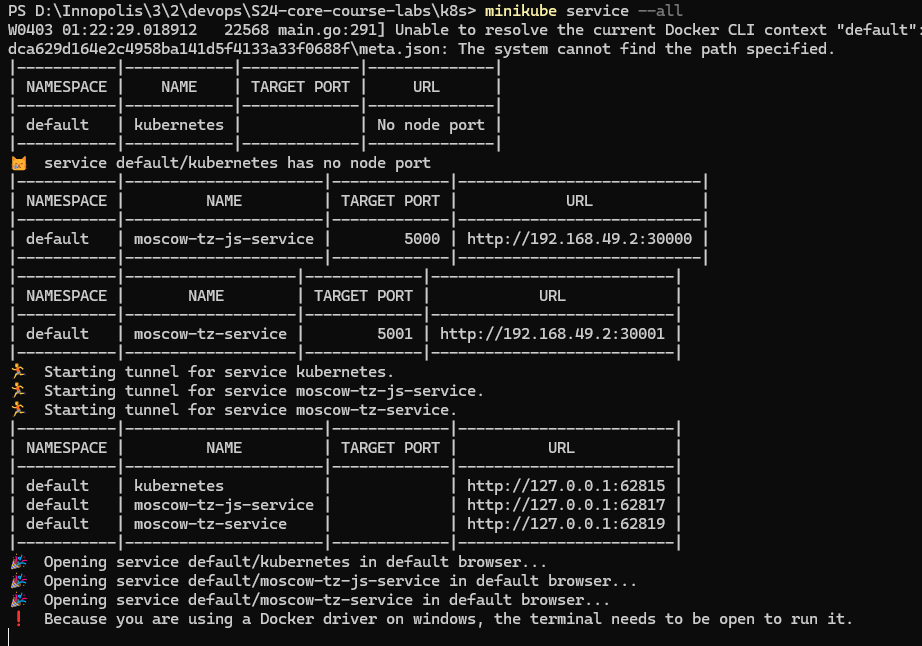 PS D:\Innopolis\3\2\devops\S24-core-course-labs\k8s> minikube service --all
W0403 01:22:29.018912   22568 main.go:291] Unable to resolve the current Docker CLI context "default":
dca629d164e2c4958ba141d5f4133a33f0688f\meta.json: The system cannot find the path specified.
|-----------|------------|-------------|--------------|
| NAMESPACE |    NAME    | TARGET PORT |     URL      |
|-----------|------------|-------------|--------------|
| default   | kubernetes |             | No node port |
|-----------|------------|-------------|--------------|
😿  service default/kubernetes has no node port
|-----------|----------------------|-------------|---------------------------|
| NAMESPACE |         NAME         | TARGET PORT |            URL            |
|-----------|----------------------|-------------|---------------------------|
| default   | moscow-tz-js-service |        5000 | http://192.168.49.2:30000 |
|-----------|----------------------|-------------|---------------------------|
|-----------|-------------------|-------------|---------------------------|
| NAMESPACE |       NAME        | TARGET PORT |            URL            |
|-----------|-------------------|-------------|---------------------------|
| default   | moscow-tz-service |        5001 | http://192.168.49.2:30001 |
|-----------|-------------------|-------------|---------------------------|
🏃  Starting tunnel for service kubernetes.
🏃  Starting tunnel for service moscow-tz-js-service.
🏃  Starting tunnel for service moscow-tz-service.
|-----------|----------------------|-------------|------------------------|
| NAMESPACE |         NAME         | TARGET PORT |          URL           |
|-----------|----------------------|-------------|------------------------|
| default   | kubernetes           |             | http://127.0.0.1:62815 |
| default   | moscow-tz-js-service |             | http://127.0.0.1:62817 |
| default   | moscow-tz-service    |             | http://127.0.0.1:62819 |
|-----------|----------------------|-------------|------------------------|
🎉  Opening service default/kubernetes in default browser...
🎉  Opening service default/moscow-tz-js-service in default browser...
🎉  Opening service default/moscow-tz-service in default browser...
❗  Because you are using a Docker driver on windows, the terminal needs to be open to run it.